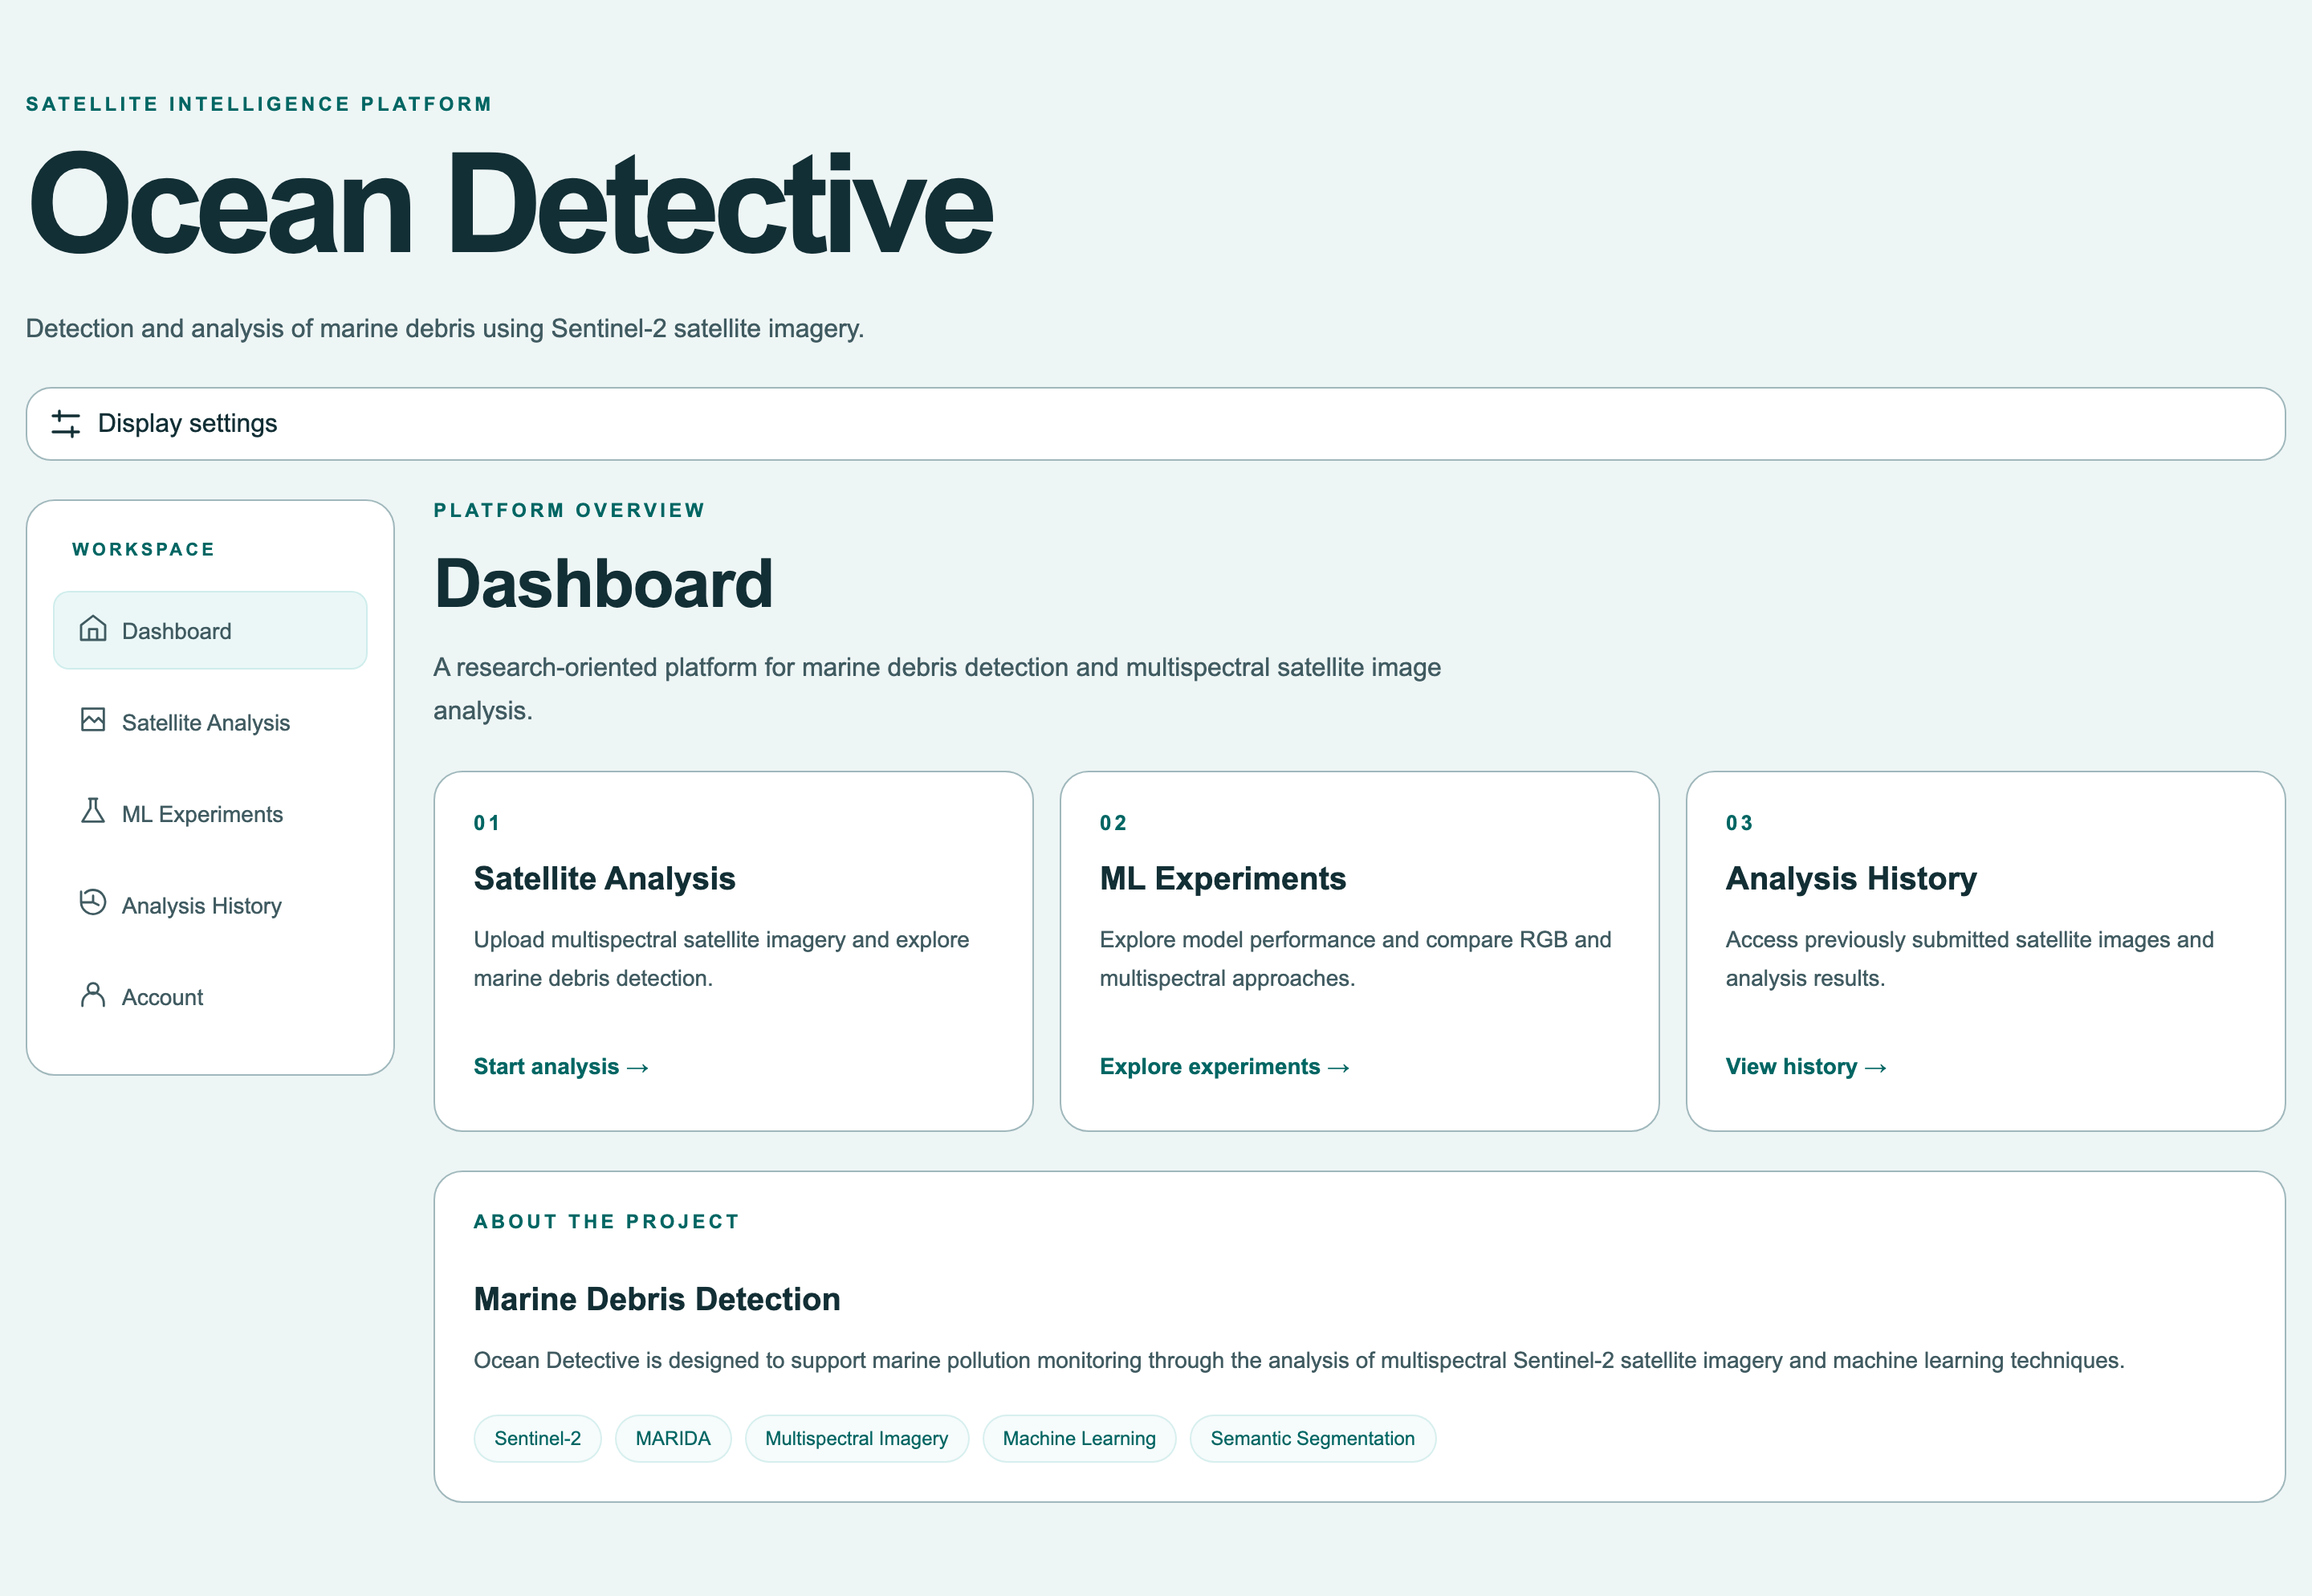 SATELLITE INTELLIGENCE PLATFORM
Ocean Detective
Detection and analysis of marine debris using Sentinel-2 satellite imagery.
Display settings
WORKSPACE
Dashboard
Satellite Analysis
ML Experiments
Analysis History
Account
PLATFORM OVERVIEW
Dashboard
A research-oriented platform for marine debris detection and multispectral satellite image
analysis.
01
Satellite Analysis
Upload multispectral satellite imagery and explore
marine debris detection.
Start analysis →
02
ML Experiments
Explore model performance and compare RGB and
multispectral approaches.
Explore experiments →
03
Analysis History
Access previously submitted satellite images and
analysis results.
View history →
ABOUT THE PROJECT
Marine Debris Detection
Ocean Detective is designed to support marine pollution monitoring through the analysis of multispectral Sentinel-2 satellite imagery and machine learning techniques.
Sentinel-2
MARIDA
Multispectral Imagery
Machine Learning
Semantic Segmentation